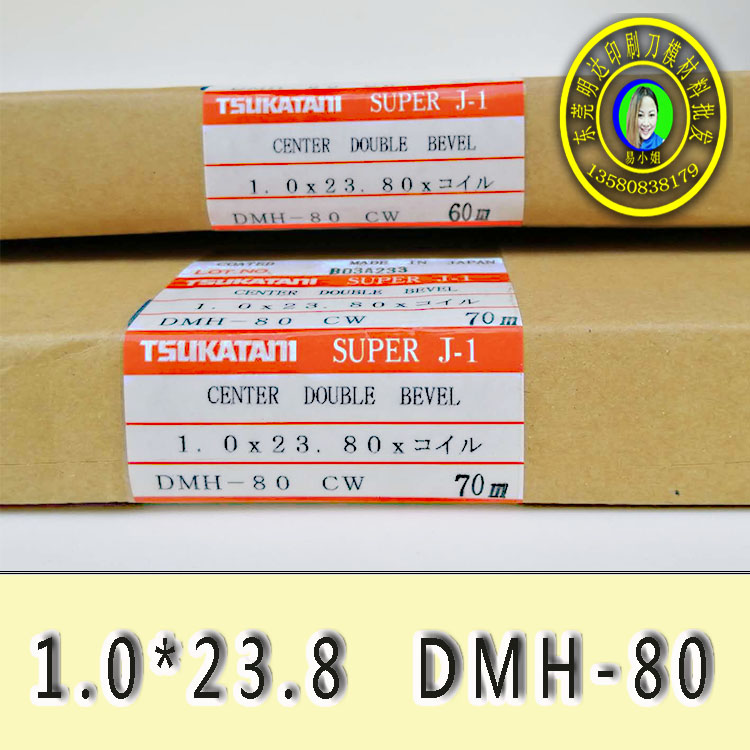 东莞明达印刷刀模材料批发
易小姐
13580838179
TSUKATANI SUPER J-1
CENTER DOUBLE BEVEL
1.0x23.80xコイル
DMH-80 CW 60m
COATED MADE IN JAPAN
LOT.NO. B03A233
TSUKATANI SUPER J-1
CENTER DOUBLE BEVEL
1.0x23.80xコイル
DMH-80 CW 70m
TSUKATANI SUPER J-1
CENTER DOUBLE BEVEL
1.0x23.80xコイル
DMH-80 CW 70m
1.0*23.8 DMH-80